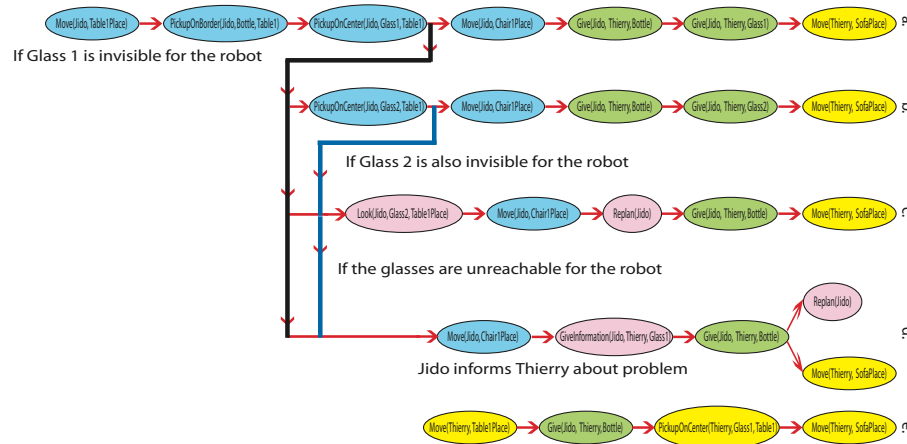 Move(Jido,Table1Place) PickupOnBorder(Jido,Bottle,Table1) PickupOnCenter(Jido,Glass1,Table1) Move(Jido,Chair1Place) Give(Jido, Thierry,Bottle) Give(Jido, Thierry,Glass1) Move(Thierry, SofaPlace) a.
If Glass 1 is invisible for the robot
PickupOnCenter(Jido,Glass2,Table1) Move(Jido,Chair1Place) Give(Jido, Thierry,Bottle) Give(Jido, Thierry,Glass2) Move(Thierry, SofaPlace) b.
If Glass 2 is also invisible for the robot
Look(Jido,Glass2,Table1Place) Move(Jido,Chair1Place) Replan(Jido) Give(Jido, Thierry,Bottle) Move(Thierry, SofaPlace) c.
If the glasses are unreachable for the robot
Replan(Jido)
Move(Jido,Chair1Place) GiveInformation(Jido,Thierry,Glass1) Give(Jido, Thierry,Bottle) d.
Jido informs Thierry about problem
Move(Thierry, SofaPlace)
Move(Thierry,Table1Place) Give(Jido, Thierry,Bottle) PickupOnCenter(Thierry,Glass1,Table1) Move(Thierry, SofaPlace) e.